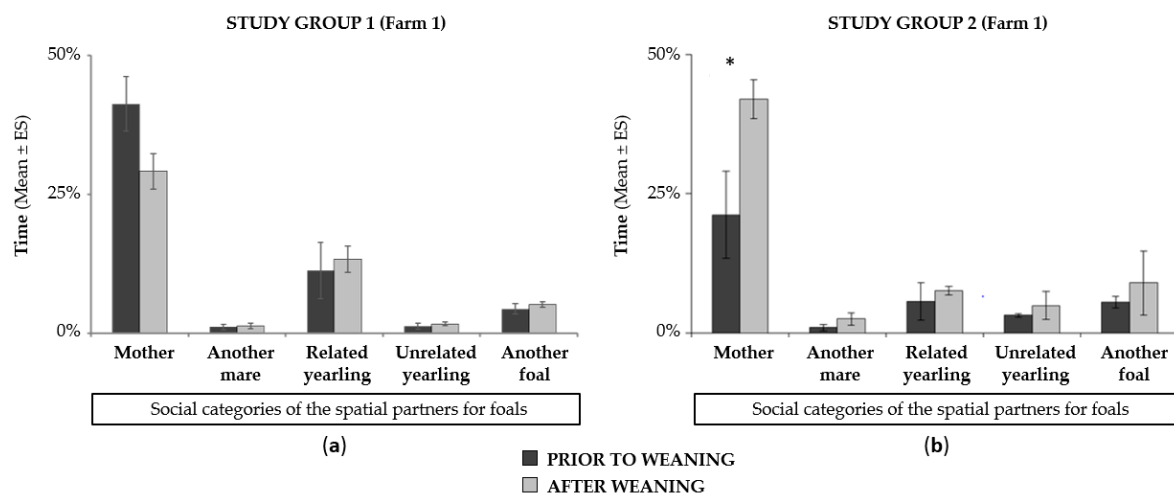 STUDY GROUP 1 (Farm 1)
50%
25%
0%
Time (Mean ± ES)
Mother
Another mare
Related yearling
Unrelated yearling
Another foal
Social categories of the spatial partners for foals
(a)
STUDY GROUP 2 (Farm 1)
*
50%
25%
0%
Time (Mean ± ES)
Mother
Another mare
Related yearling
Unrelated yearling
Another foal
Social categories of the spatial partners for foals
(b)
PRIOR TO WEANING
AFTER WEANING